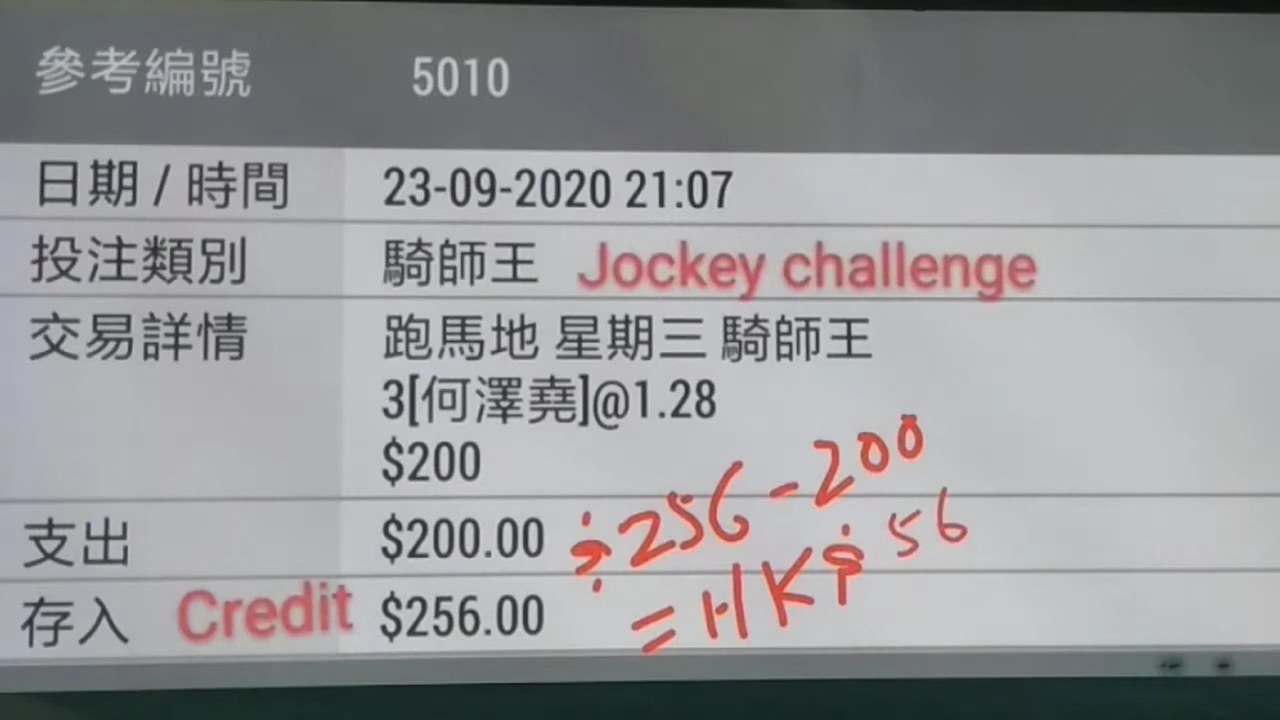 參考編號 5010
日期 / 時間 23-09-2020 21:07
投注類別 騎師王 Jockey challenge
交易詳情 跑馬地 星期三 騎師王
3[何澤堯]@1.28
$200
支出 $200.00 $256-200
存入 Credit $256.00 =HK$56